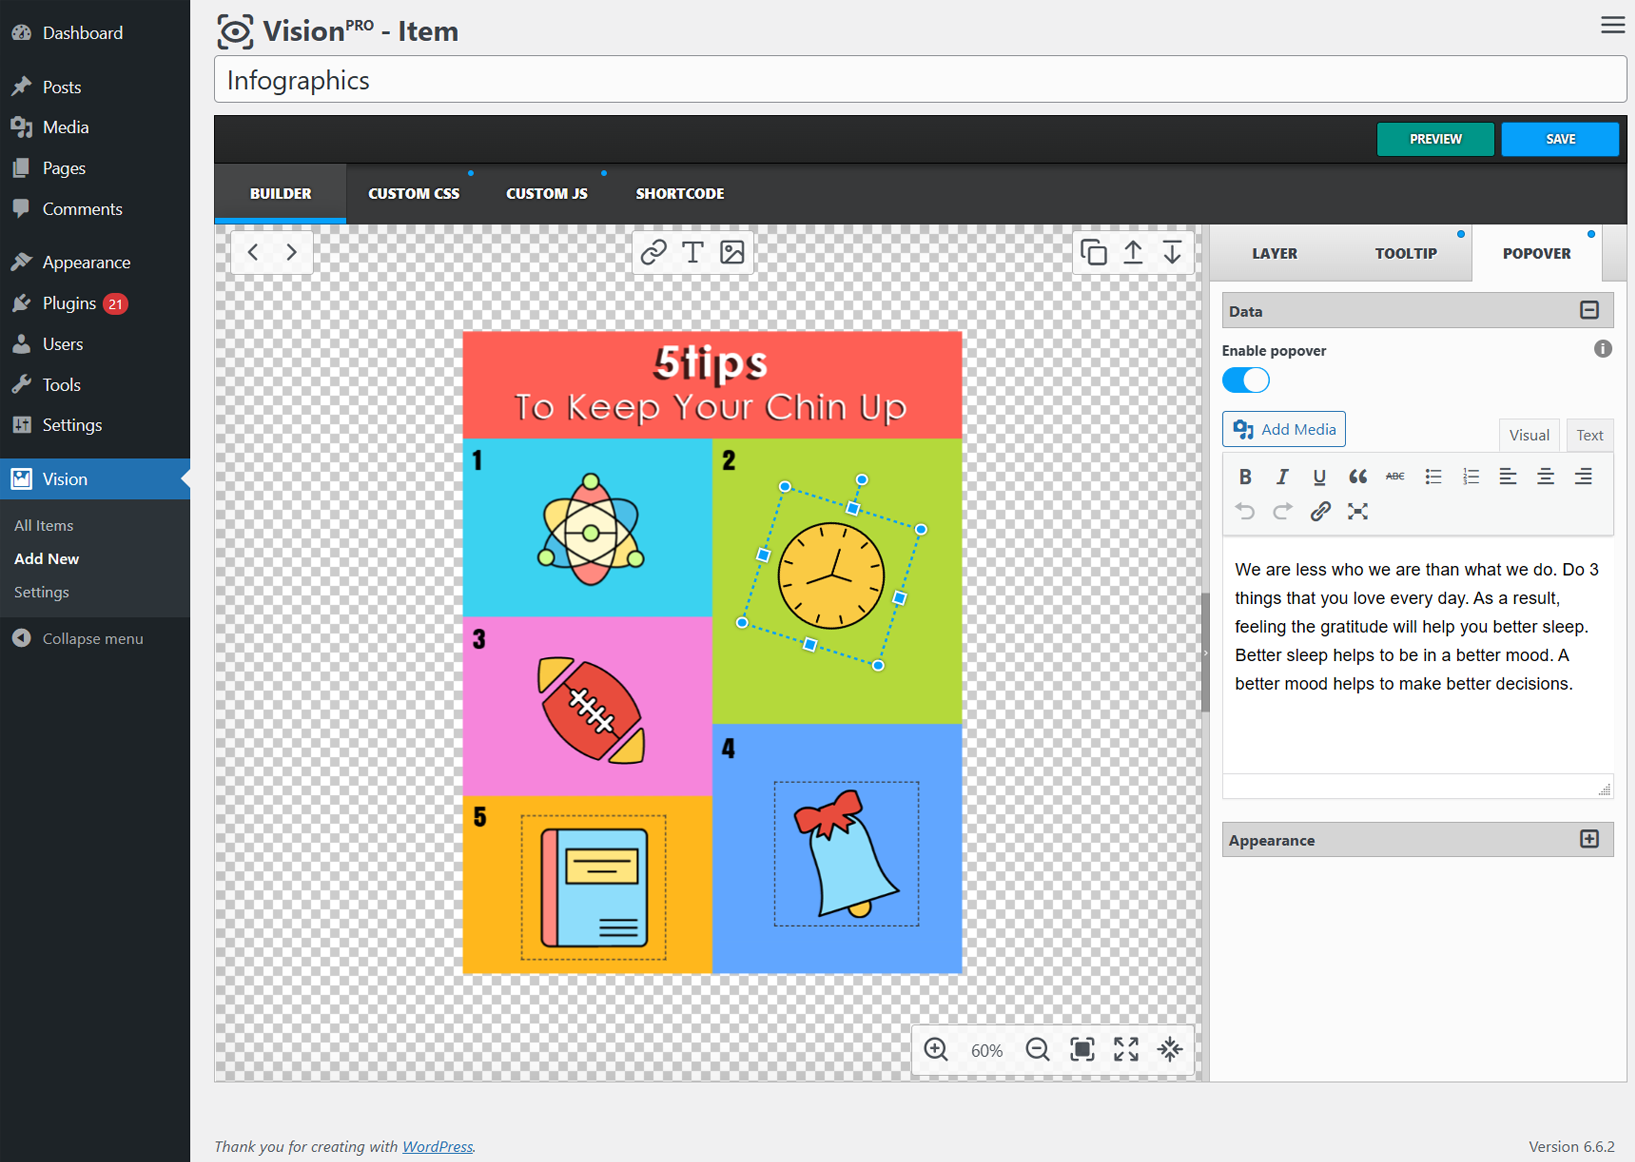 Dashboard
Posts
Media
Pages
Comments
Appearance
Plugins 21
Users
Tools
Settings
Vision
All Items
Add New
Settings
Collapse menu
VisionPRO - Item
Infographics
PREVIEW
SAVE
BUILDER
CUSTOM CSS
CUSTOM JS
SHORTCODE
5tips
To Keep Your Chin Up
1
2
3
4
5
60%
LAYER
TOOLTIP
POPOVER
Data
Enable popover
Add Media
Visual
Text
B I U ABC
We are less who we are than what we do. Do 3
things that you love every day. As a result,
feeling the gratitude will help you better sleep.
Better sleep helps to be in a better mood. A
better mood helps to make better decisions.
Appearance
Thank you for creating with WordPress.
Version 6.6.2